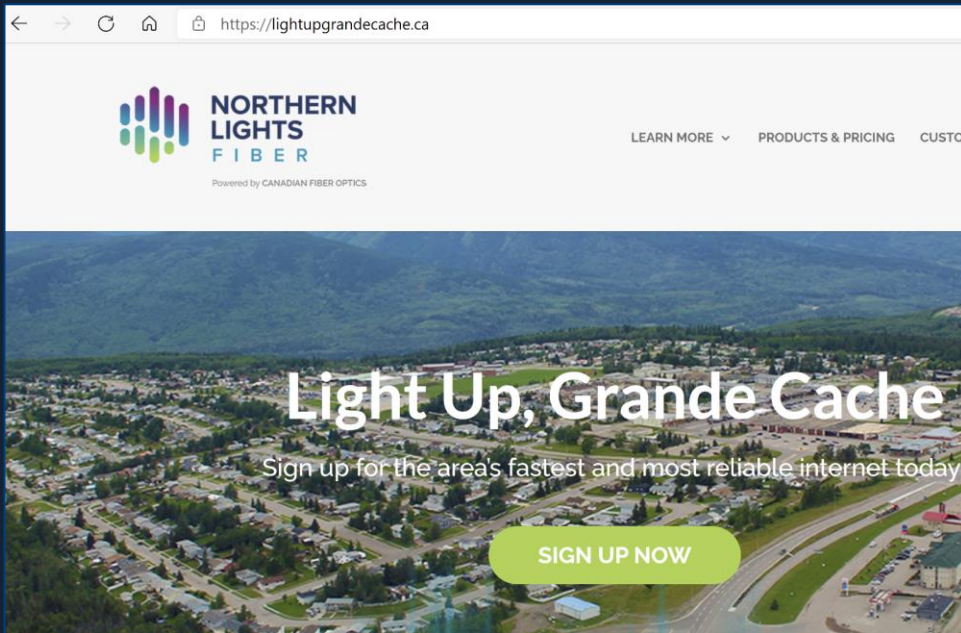 https://lightupgrandecache.ca
NORTHERN
LIGHTS
FIBER
Powered by CANADIAN FIBER OPTICS
LEARN MORE PRODUCTS & PRICING
Light Up, Grande Cache
Sign up for the area's fastest and most reliable internet today
SIGN UP NOW